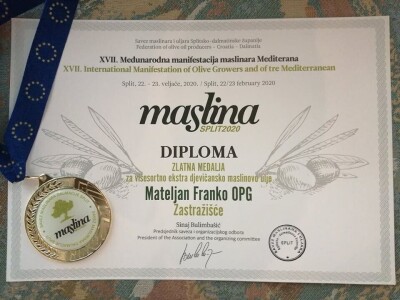 Savez maslinara i uljara Splitsko-dalmatinske županije
Federation of olive oil producers - Croatia - Dalmatia
XVII. Međunarodna manifestacija maslinara Mediterana
XVII. International Manifestation of Olive Growers and of tre Mediterranean
Split, 22. - 23. veljače, 2020. / Split, 22/23 february 2020
maslina
SPLIT2020
DIPLOMA
ZLATNA MEDALJA
za višesortno ekstra djevičansko maslinovo ulje
Mateljan Franko OPG
Zastražišće
maslina
Predsjednik saveza i organizacijskog odbora
President of the Association and the organizing committee
SPLIT